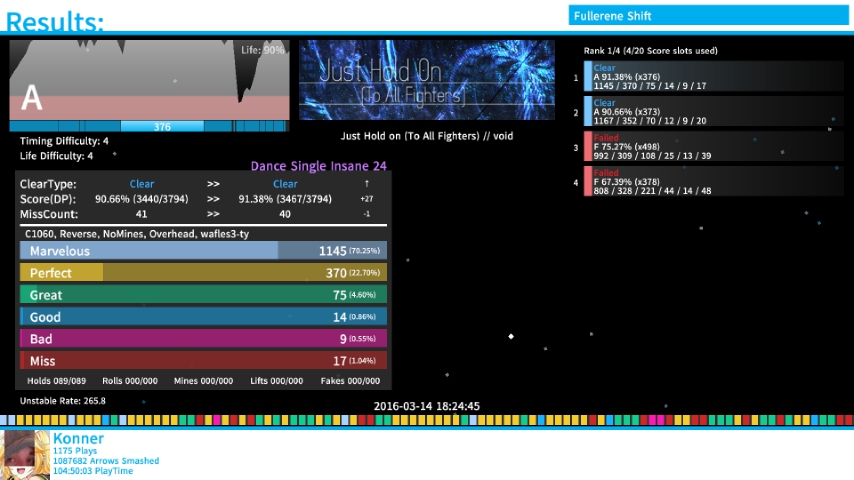 Results:
Fullerene Shift
Life: 90%
A
376
Just Hold On
(To All Fighters)
Just Hold on (To All Fighters) // void
Timing Difficulty: 4
Life Difficulty: 4
Dance Single Insane 24
ClearType: Clear >> Clear ↑
Score(DP): 90.66% (3440/3794) >> 91.38% (3467/3794) +27
MissCount: 41 >> 40 -1
C1060, Reverse, NoMines, Overhead, wafles3-ty
Marvelous 1145 (70.25%)
Perfect 370 (22.70%)
Great 75 (4.60%)
Good 14 (0.86%)
Bad 9 (0.55%)
Miss 17 (1.04%)
Holds 089/089 Rolls 000/000 Mines 000/000 Lifts 000/000 Fakes 000/000
Unstable Rate: 265.8
2016-03-14 18:24:45
Rank 1/4 (4/20 Score slots used)
1
Clear
A 91.38% (x376)
1145 / 370 / 75 / 14 / 9 / 17
2
Clear
A 90.66% (x373)
1167 / 352 / 70 / 12 / 9 / 20
3
Failed
F 75.27% (x498)
992 / 309 / 108 / 25 / 13 / 39
4
Failed
F 67.39% (x378)
808 / 328 / 221 / 44 / 14 / 48
Konner
1175 Plays
1087682 Arrows Smashed
104:50:03 PlayTime